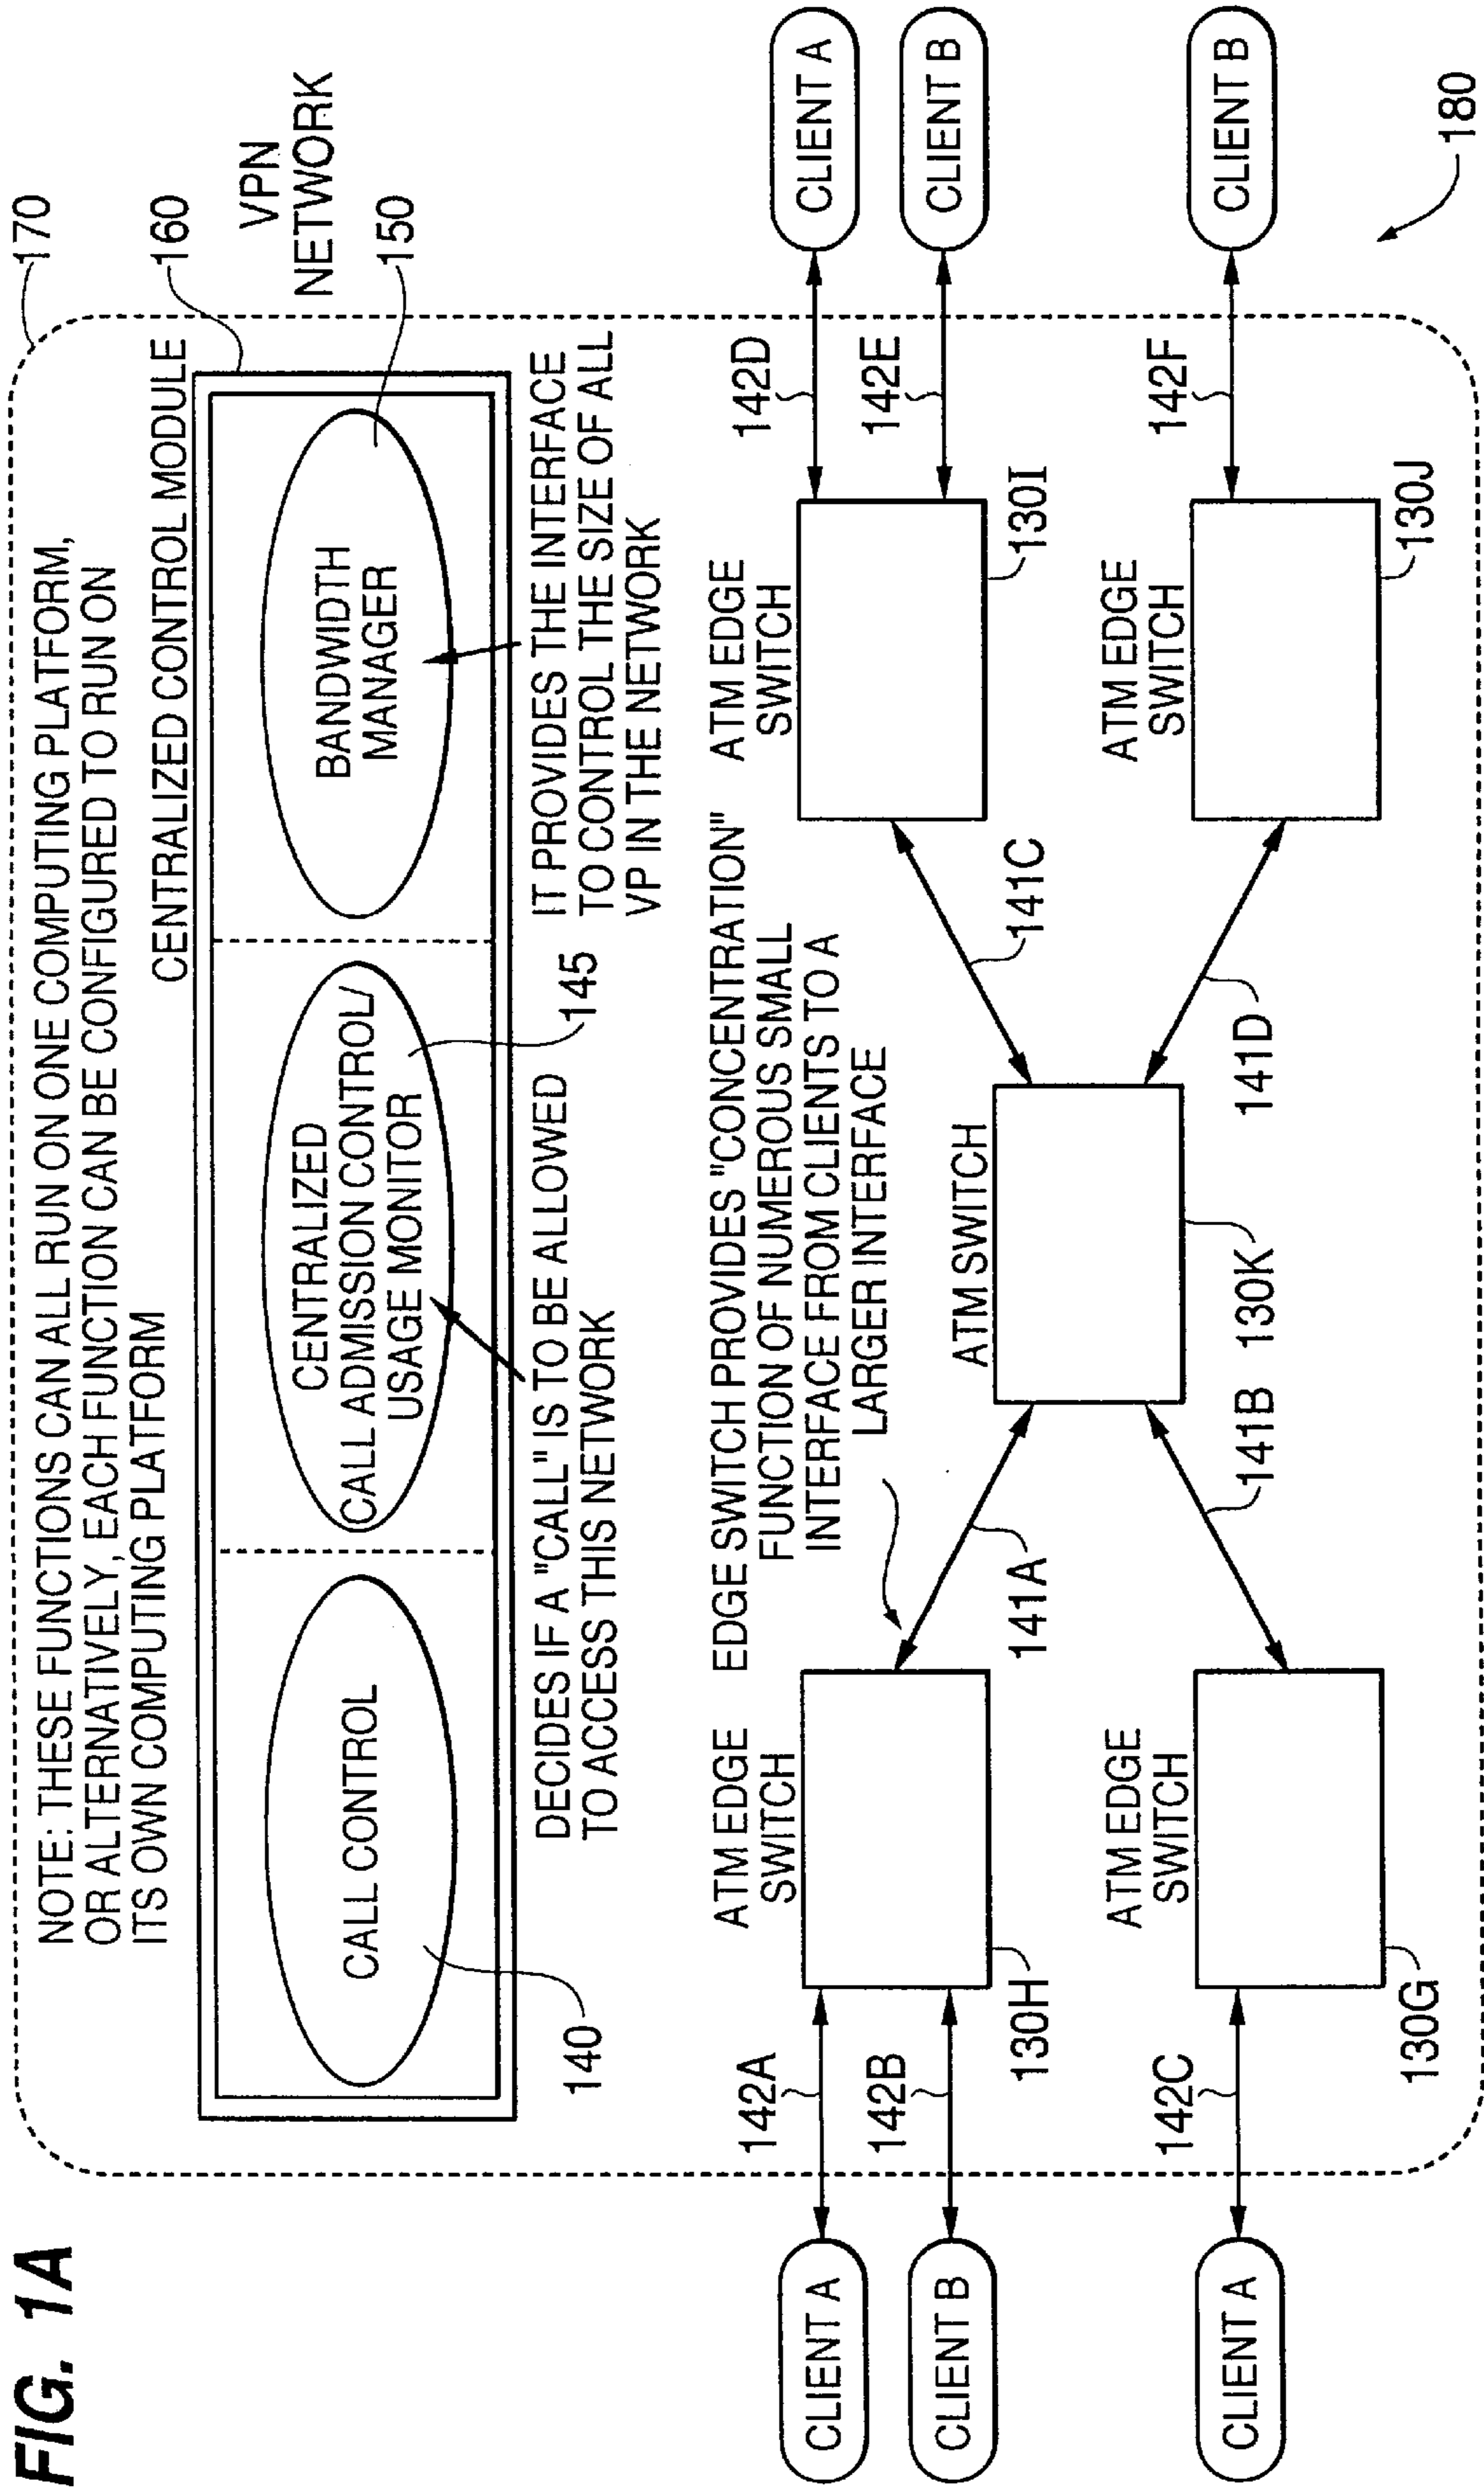 FIG. 1A
NOTE: THESE FUNCTIONS CAN ALL RUN ON ONE COMPUTING PLATFORM,
OR ALTERNATIVELY, EACH FUNCTION CAN BE CONFIGURED TO RUN ON
ITS OWN COMPUTING PLATFORM
170
CENTRALIZED CONTROL MODULE
160
VPN
NETWORK
CALL CONTROL
CENTRALIZED
CALL ADMISSION CONTROL/
USAGE MONITOR
BANDWIDTH
MANAGER
150
140
DECIDES IF A "CALL" IS TO BE ALLOWED
TO ACCESS THIS NETWORK
145
IT PROVIDES THE INTERFACE
TO CONTROL THE SIZE OF ALL
VP IN THE NETWORK
ATM EDGE
SWITCH
EDGE SWITCH PROVIDES "CONCENTRATION"
FUNCTION OF NUMEROUS SMALL
INTERFACE FROM CLIENTS TO A
LARGER INTERFACE
ATM EDGE
SWITCH
CLIENT A
142A
142D
CLIENT A
CLIENT B
142B
142E
CLIENT B
130H
141A
ATM SWITCH
141C
130I
ATM EDGE
SWITCH
ATM EDGE
SWITCH
CLIENT A
142C
141B
130K
141D
142F
CLIENT B
130G
130J
180